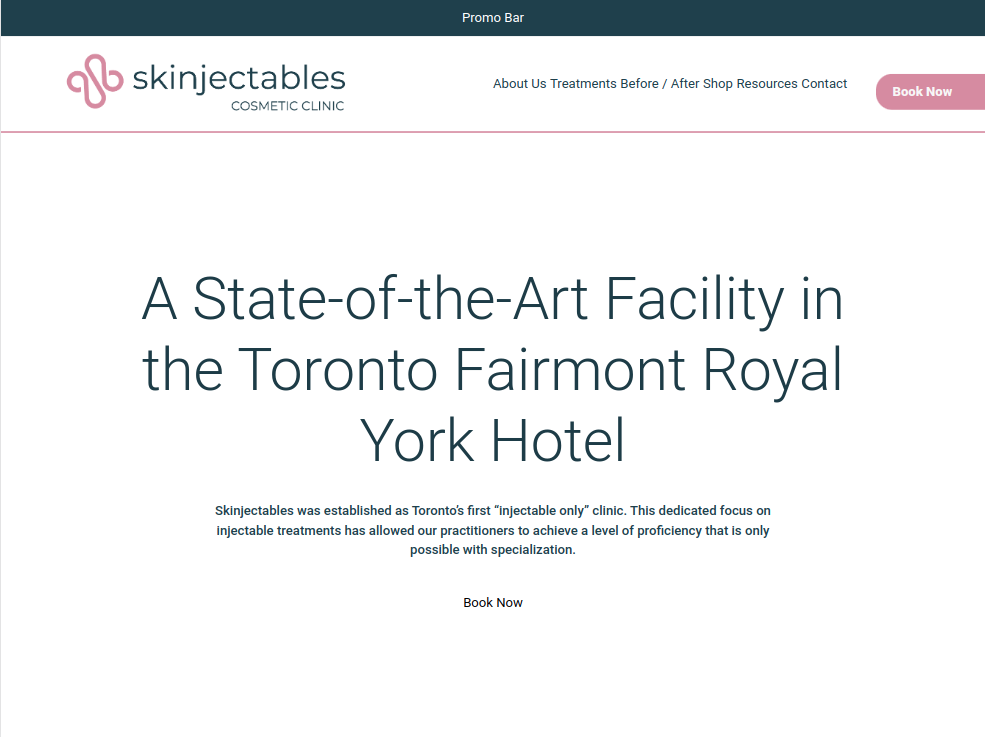 Promo Bar
skinjectables
COSMETIC CLINIC
About Us Treatments Before / After Shop Resources Contact
Book Now
A State-of-the-Art Facility in
the Toronto Fairmont Royal
York Hotel
Skinjectables was established as Toronto’s first “injectable only” clinic. This dedicated focus on
injectable treatments has allowed our practitioners to achieve a level of proficiency that is only
possible with specialization.
Book Now